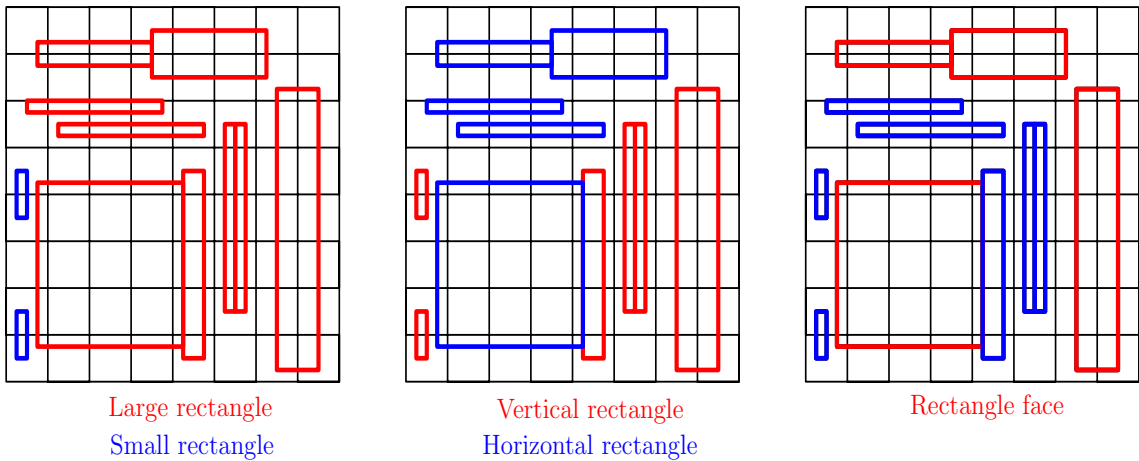 Large rectangle
Small rectangle
Vertical rectangle
Horizontal rectangle
Rectangle face